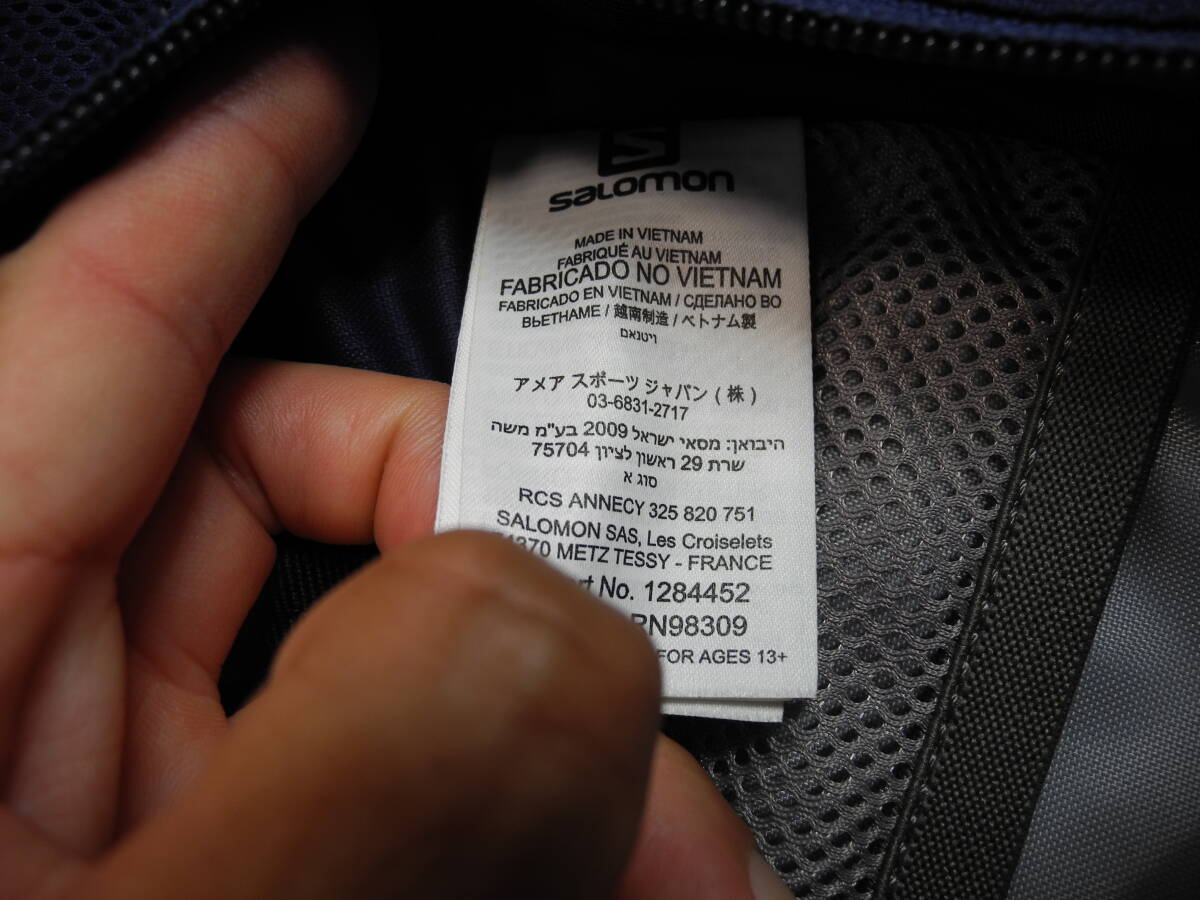 S
salomon
MADE IN VIETNAM
FABRIQUÉ AU VIETNAM
FABRICADO NO VIETNAM
FABRICADO EN VIETNAM / СДЕЛАНО ВО
ВЬЕТНАМЕ / 越南制造 / ベトナム製
וייטנאם
アメア スポーツ ジャパン ( 株 )
03-6831-2717
היבואן: מסאי ישראל 2009 בע"מ משה
שרת 29 ראשון לציון 75704
סוג א
RCS ANNECY 325 820 751
SALOMON SAS, Les Croiselets
METZ TESSY - FRANCE
No. 1284452
RN98309
FOR AGES 13+